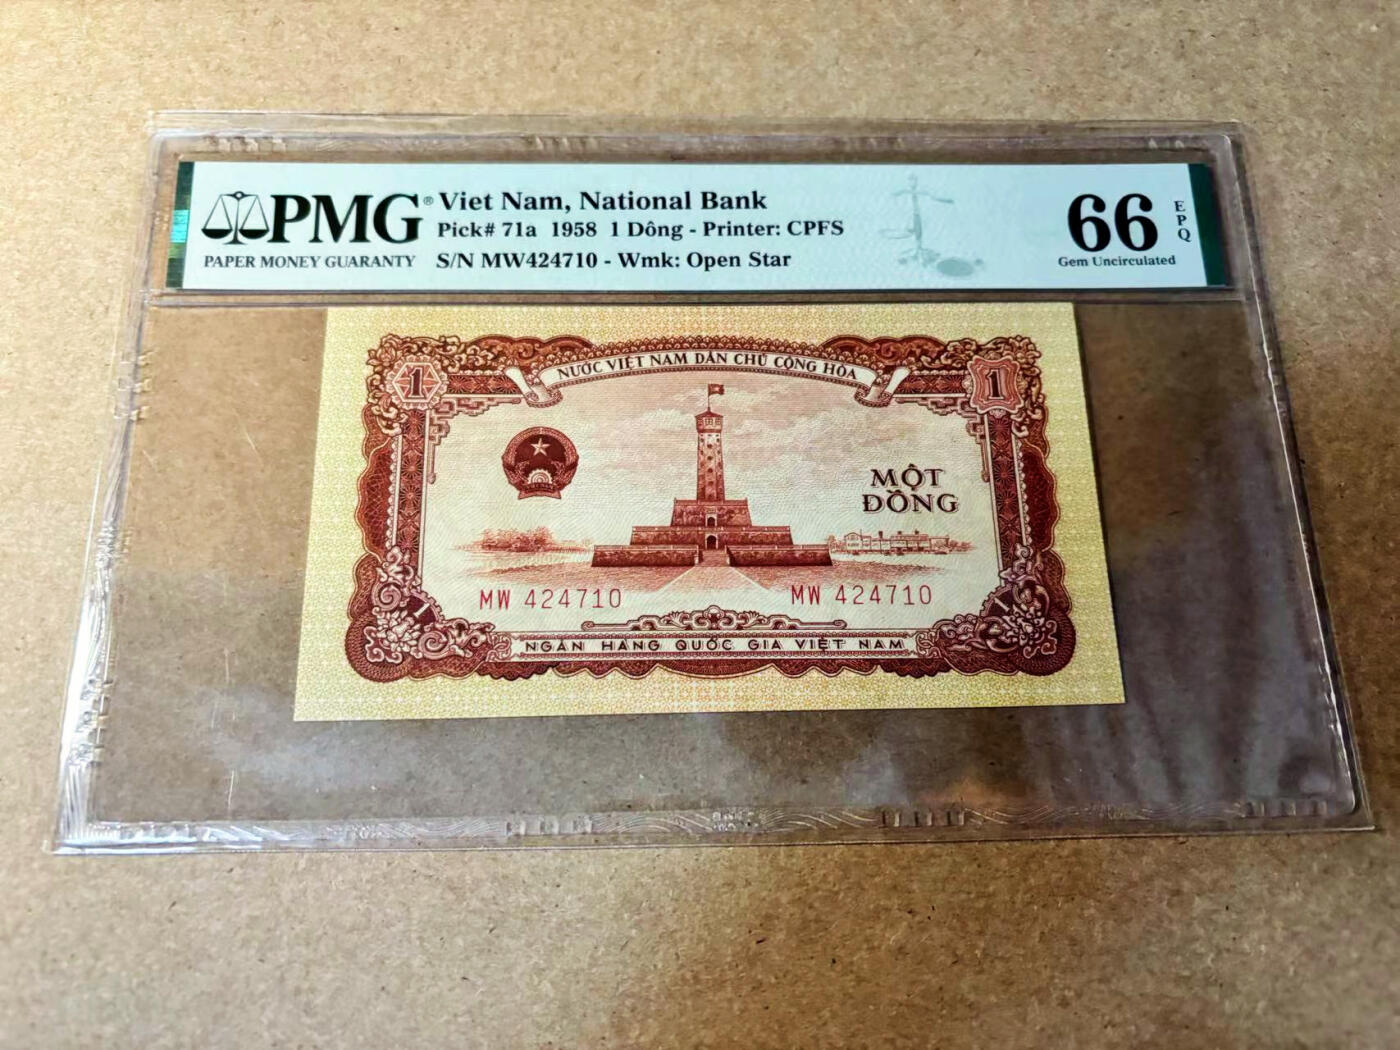 PMG®
PAPER MONEY GUARANTY
Viet Nam, National Bank
Pick# 71a 1958 1 Dông - Printer: CPFS
S/N MW424710 - Wmk: Open Star
66
EPQ
Gem Uncirculated
NƯỚC VIỆT NAM DÂN CHỦ CỘNG HÒA
1
1
MỘT
ĐỒNG
MW 424710
MW 424710
1
1
NGÂN HÀNG QUỐC GIA VIỆT NAM